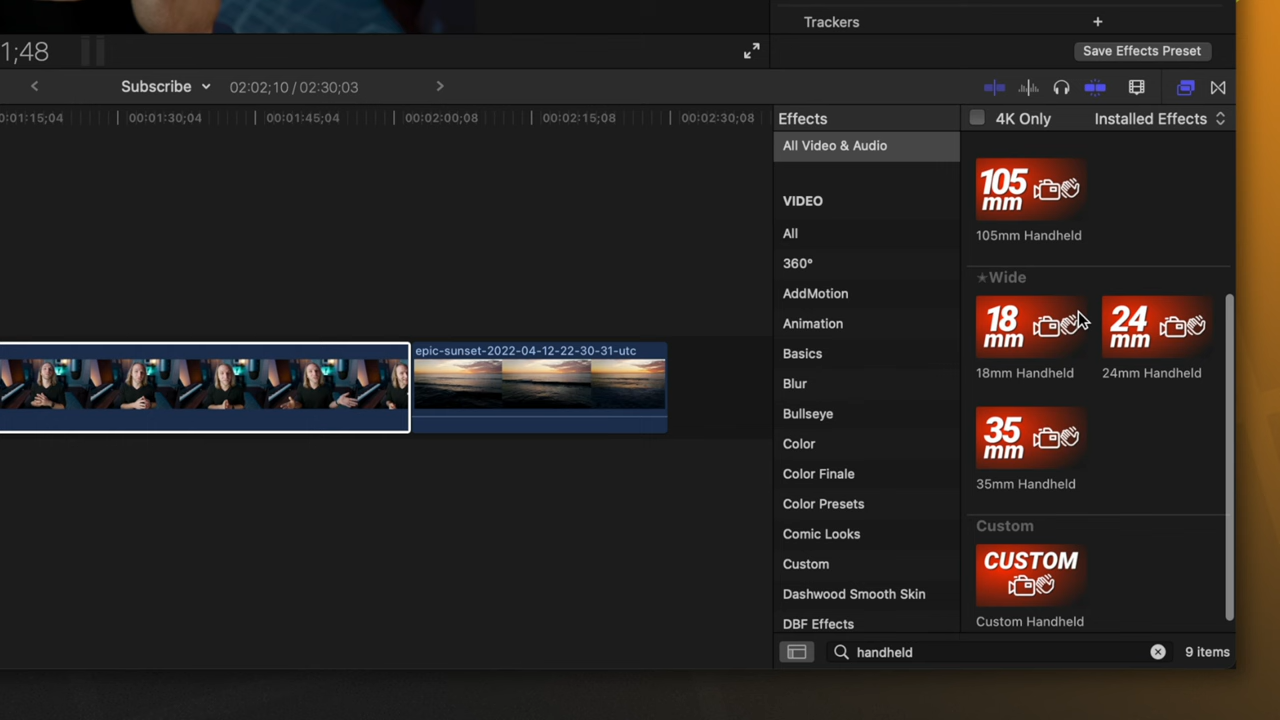 Trackers
+
1;48
Save Effects Preset
Subscribe
02:02;10 / 02:30;03
0:01:15;04
00:01:30;04
00:01:45;04
00:02:00;08
00:02:15;08
00:02:30;08
Effects
4K Only
Installed Effects
All Video & Audio
VIDEO
All
360°
AddMotion
Animation
Basics
Blur
Bullseye
Color
Color Finale
Color Presets
Comic Looks
Custom
Dashwood Smooth Skin
DBF Effects
105
mm
105mm Handheld
Wide
18
mm
18mm Handheld
24
mm
24mm Handheld
35
mm
35mm Handheld
Custom
CUSTOM
Custom Handheld
epic-sunset-2022-04-12-22-30-31-utc
handheld
9 items